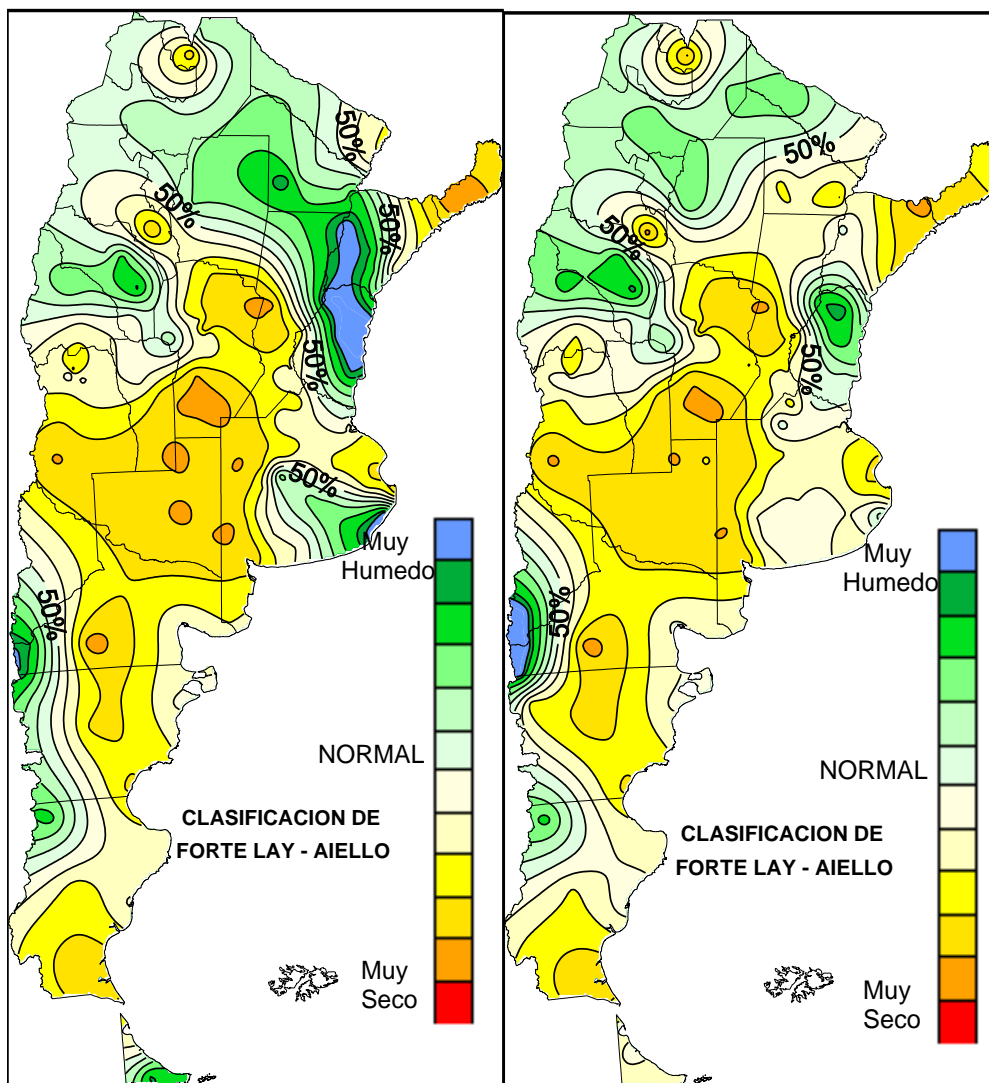 50%
50%
50%
50%
50%
50%
Muy
Humedo
NORMAL
CLASIFICACION DE
FORTE LAY - AIELLO
Muy
Seco
50%
50%
50%
50%
Muy
Humedo
NORMAL
CLASIFICACION DE
FORTE LAY - AIELLO
Muy
Seco